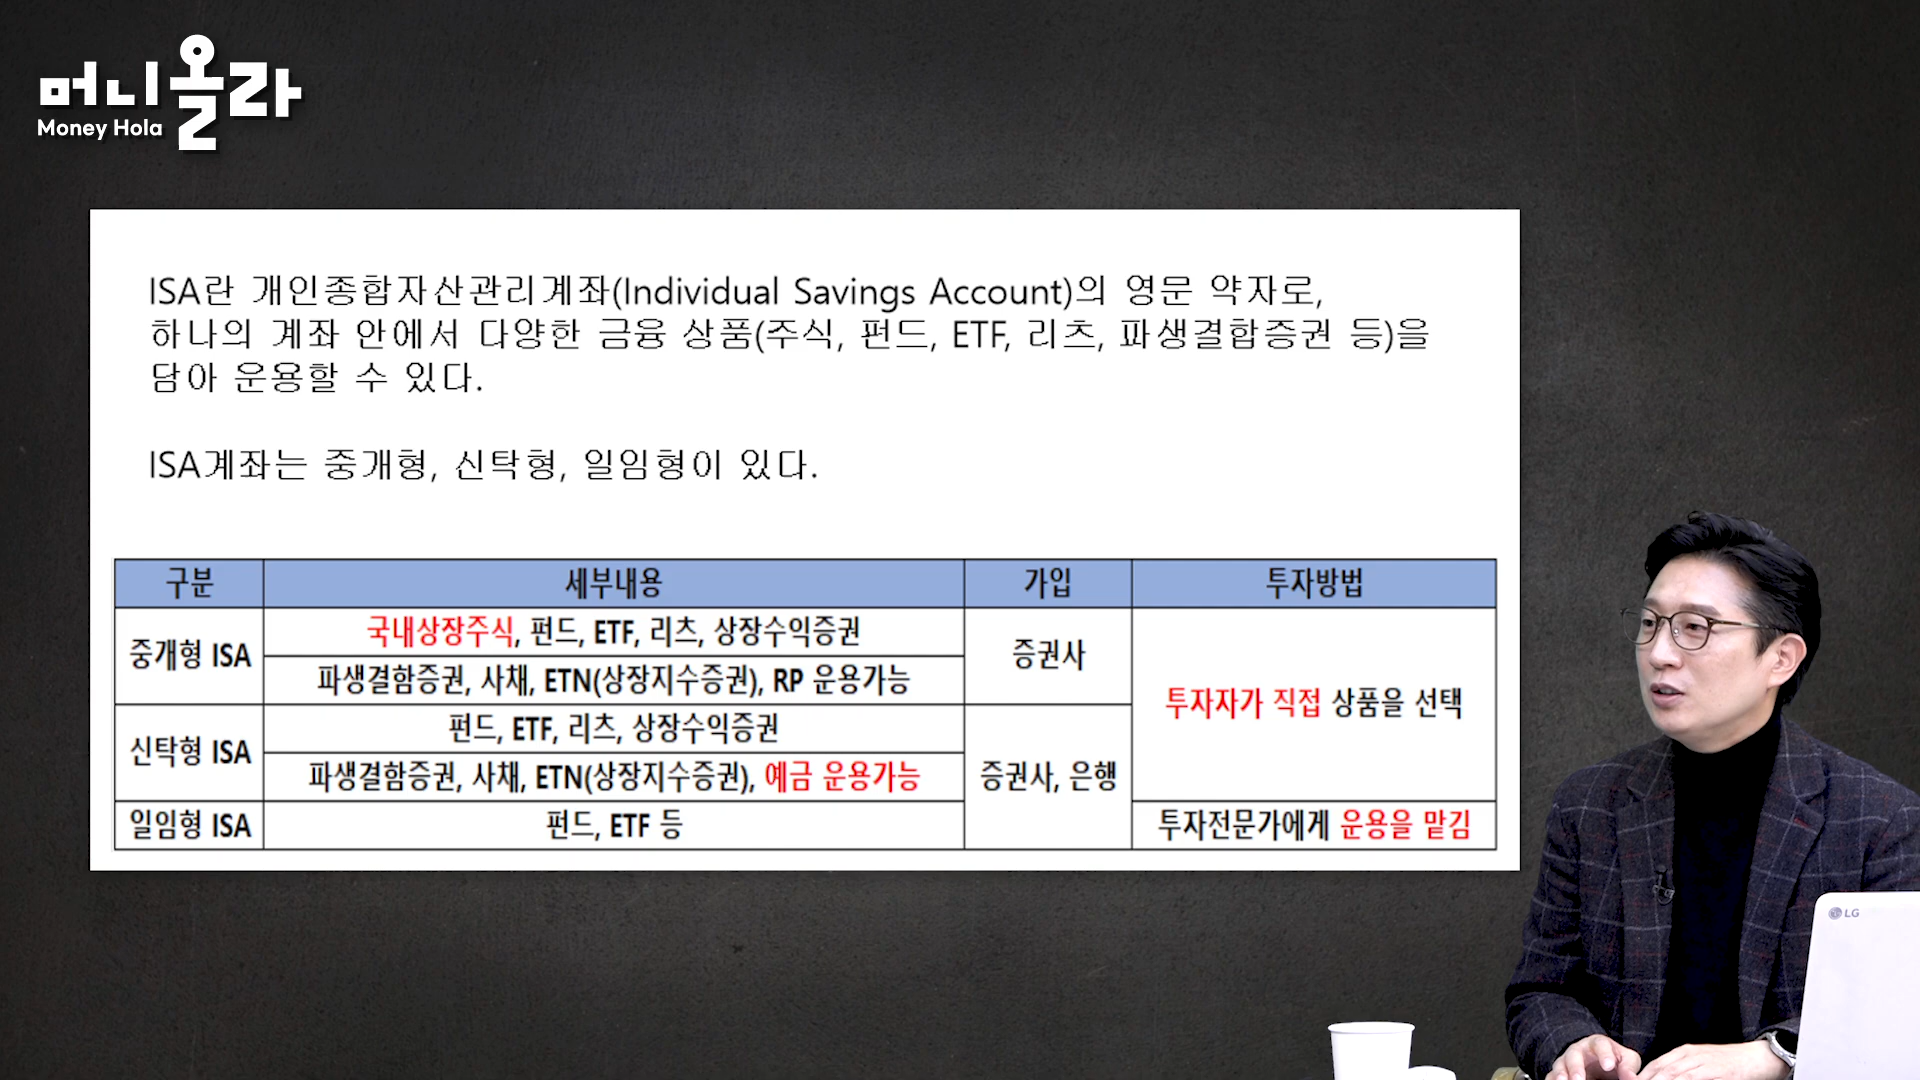 머니올라
Money Hola
ISA란 개인종합자산관리계좌(Individual Savings Account)의 영문 약자로,
하나의 계좌 안에서 다양한 금융 상품(주식, 펀드, ETF, 리츠, 파생결합증권 등)을
담아 운용할 수 있다.
ISA계좌는 중개형, 신탁형, 일임형이 있다.
구분 세부내용 가입 투자방법
중개형 ISA
국내상장주식, 펀드, ETF, 리츠, 상장수익증권
파생결함증권, 사채, ETN(상장지수증권), RP 운용가능
증권사
투자자가 직접 상품을 선택
신탁형 ISA
펀드, ETF, 리츠, 상장수익증권
파생결함증권, 사채, ETN(상장지수증권), 예금 운용가능
증권사, 은행
일임형 ISA
펀드, ETF 등
투자전문가에게 운용을 맡김
LG